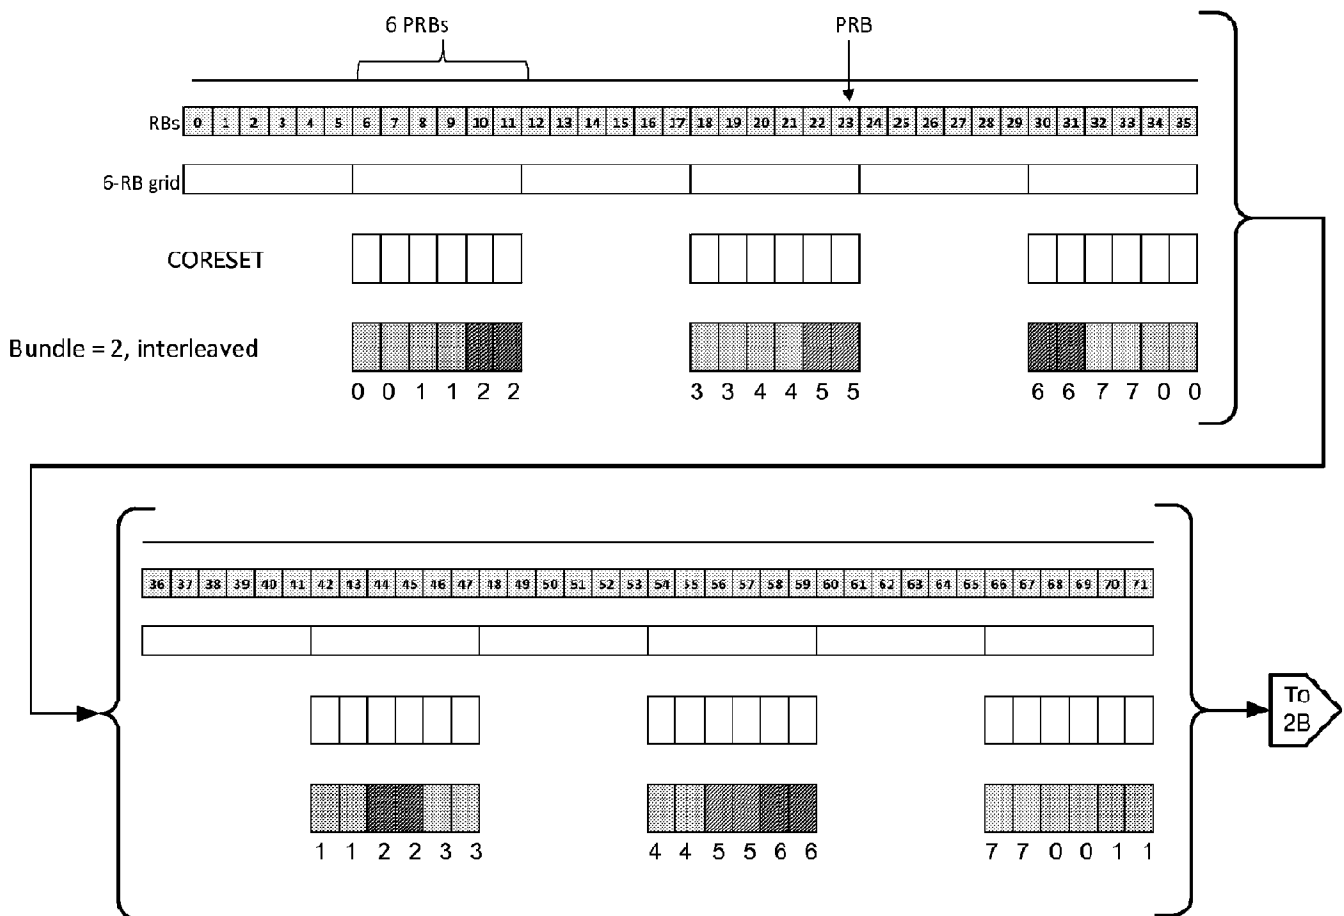 6 PRBs PRB
RBs 0 1 2 3 4 5 6 7 8 9 10 11 12 13 14 15 16 17 18 19 20 21 22 23 24 25 26 27 28 29 30 31 32 33 34 35
6-RB grid
CORESET
Bundle = 2, interleaved
0 0 1 1 2 2 3 3 4 4 5 5 6 6 7 7 0 0
36 37 38 39 40 41 42 43 44 45 46 47 48 49 50 51 52 53 54 55 56 57 58 59 60 61 62 63 64 65 66 67 68 69 70 71
To
2B
1 1 2 2 3 3 4 4 5 5 6 6 7 7 0 0 1 1